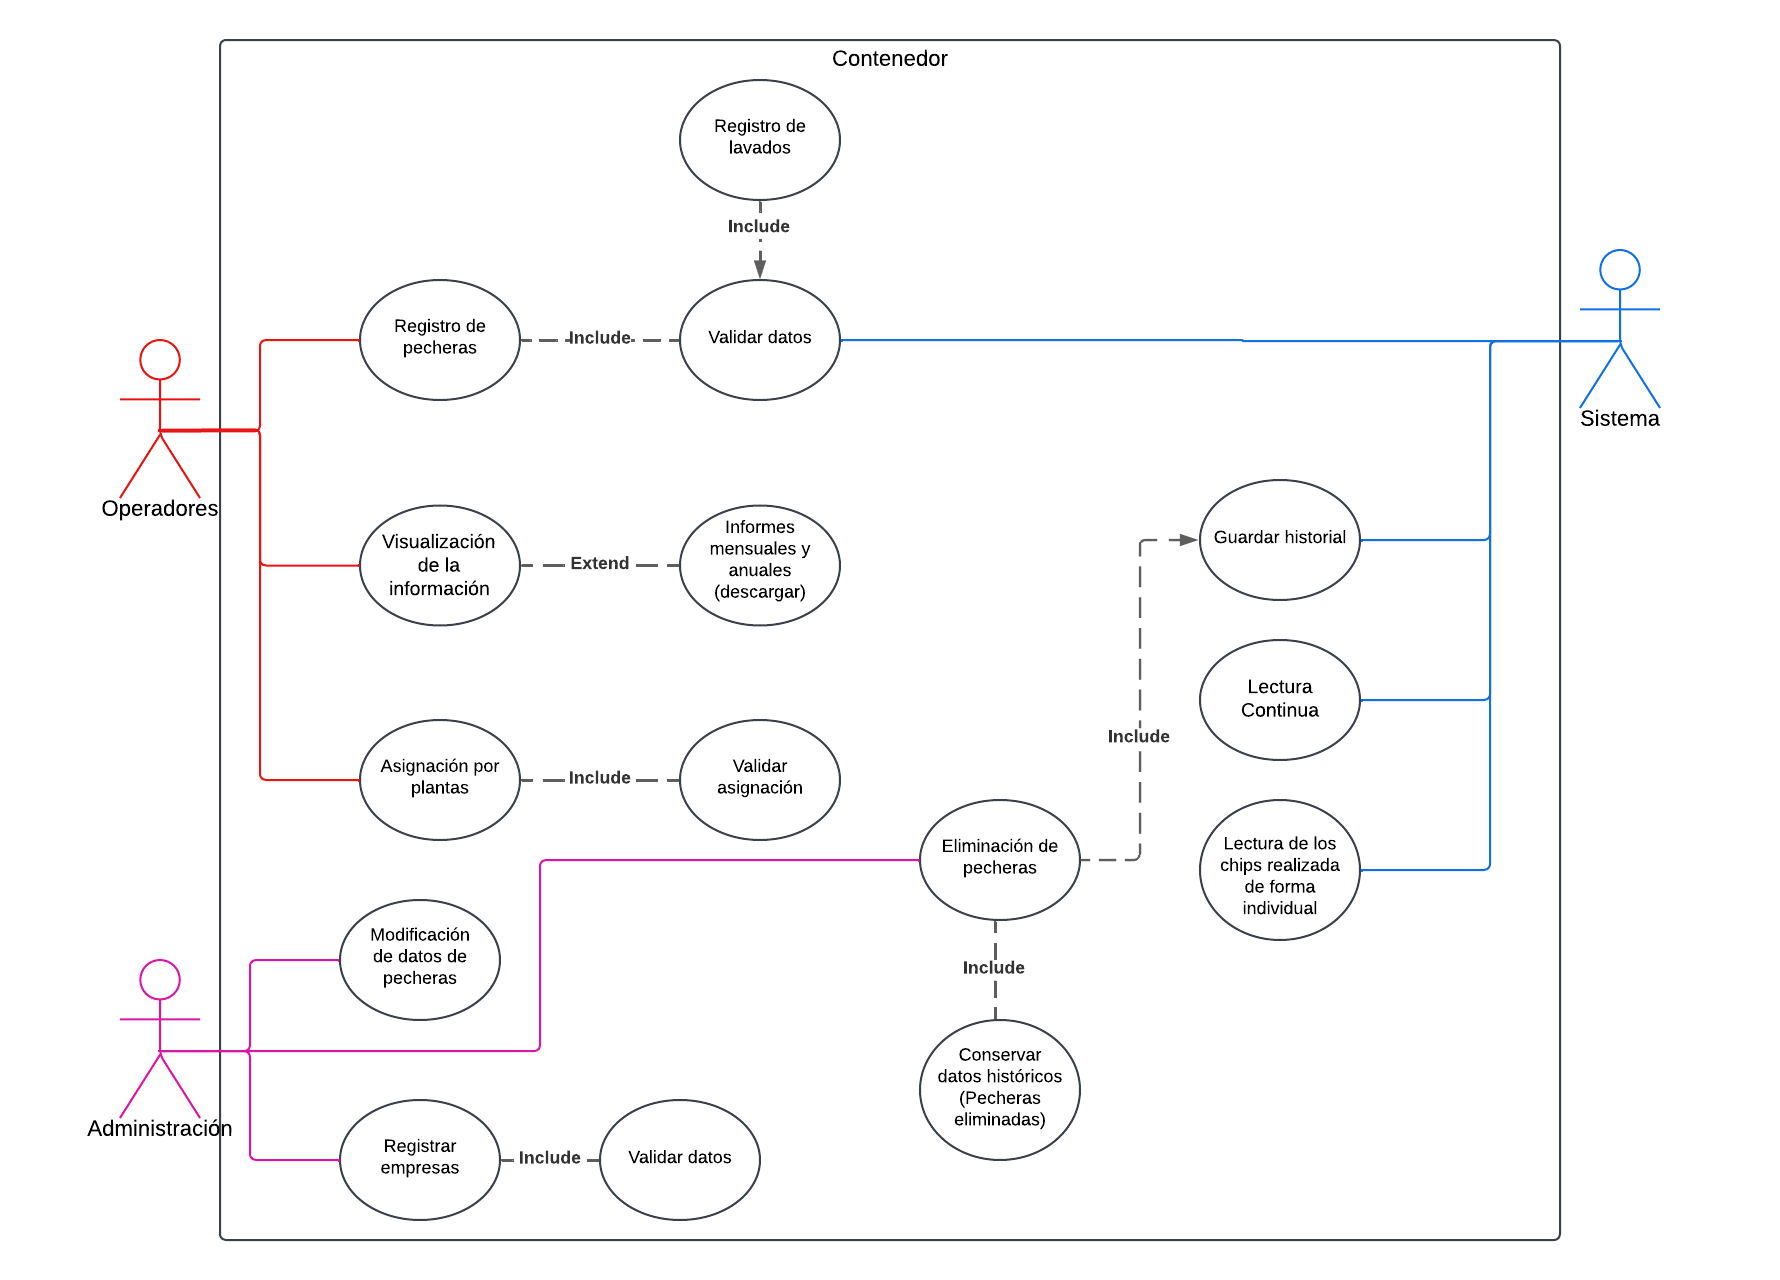 Contenedor
Registro de
lavados
Include
Registro de
pecheras
Include
Validar datos
Sistema
Operadores
Visualización
de la
información
Extend
Informes
mensuales y
anuales
(descargar)
Guardar historial
Lectura
Continua
Include
Asignación por
plantas
Include
Validar
asignación
Eliminación de
pecheras
Lectura de los
chips realizada
de forma
individual
Modificación
de datos de
pecheras
Include
Conservar
datos históricos
(Pecheras
eliminadas)
Administración
Registrar
empresas
Include
Validar datos